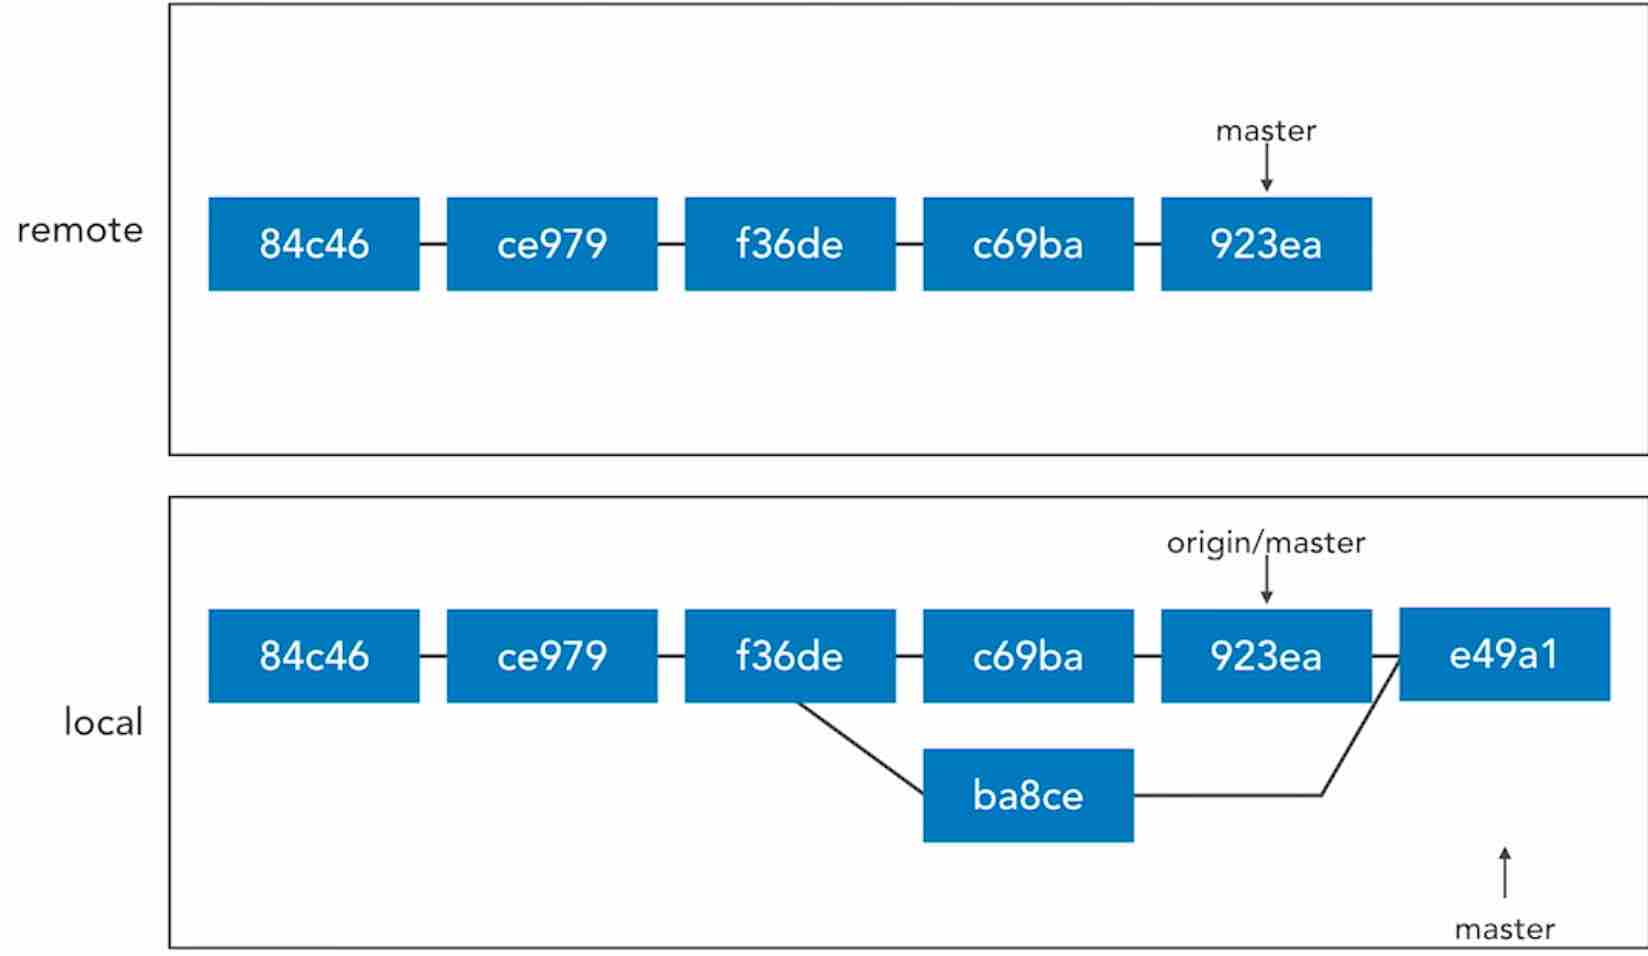 master
remote
84c46
ce979
f36de
c69ba
923ea
origin/master
84c46
ce979
f36de
c69ba
923ea
e49a1
local
ba8ce
master